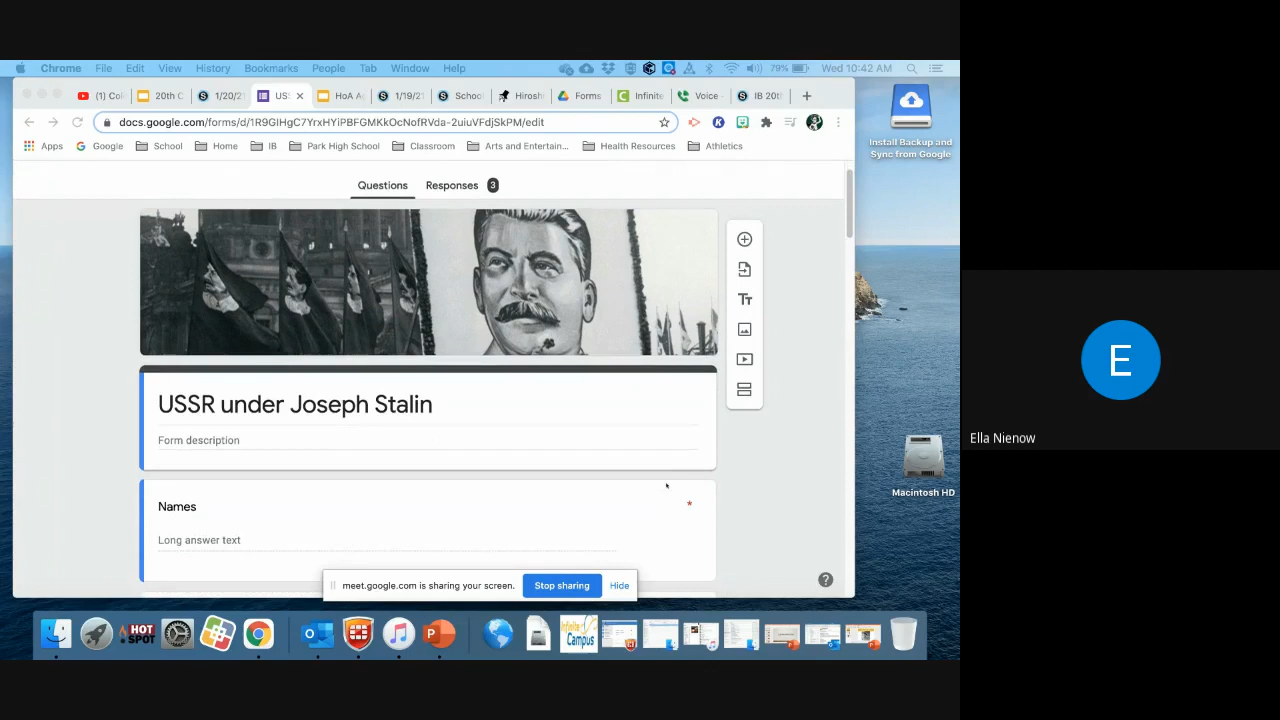 Chrome File Edit View History Bookmarks People Tab Window Help 79% Wed 10:42 AM
(1) Col 20th C 1/20/21 US HoA A 1/19/21 Schoo Hirosh Forms Infinite Voice - IB 20th
docs.google.com/forms/d/1R9GIHgC7YrxHYiPBFGMKkOcNofRVda-2uiuVFdjSkPM/edit
Apps Google School Home IB Park High School Classroom Arts and Entertain... Health Resources Athletics
Install Backup and
Sync from Google
Questions Responses 3
Tт
USSR under Joseph Stalin
Form description
Names *
Long answer text
meet.google.com is sharing your screen. Stop sharing Hide
?
Macintosh HD
HOT
SPOT
Infinite
Campus
E
Ella Nienow